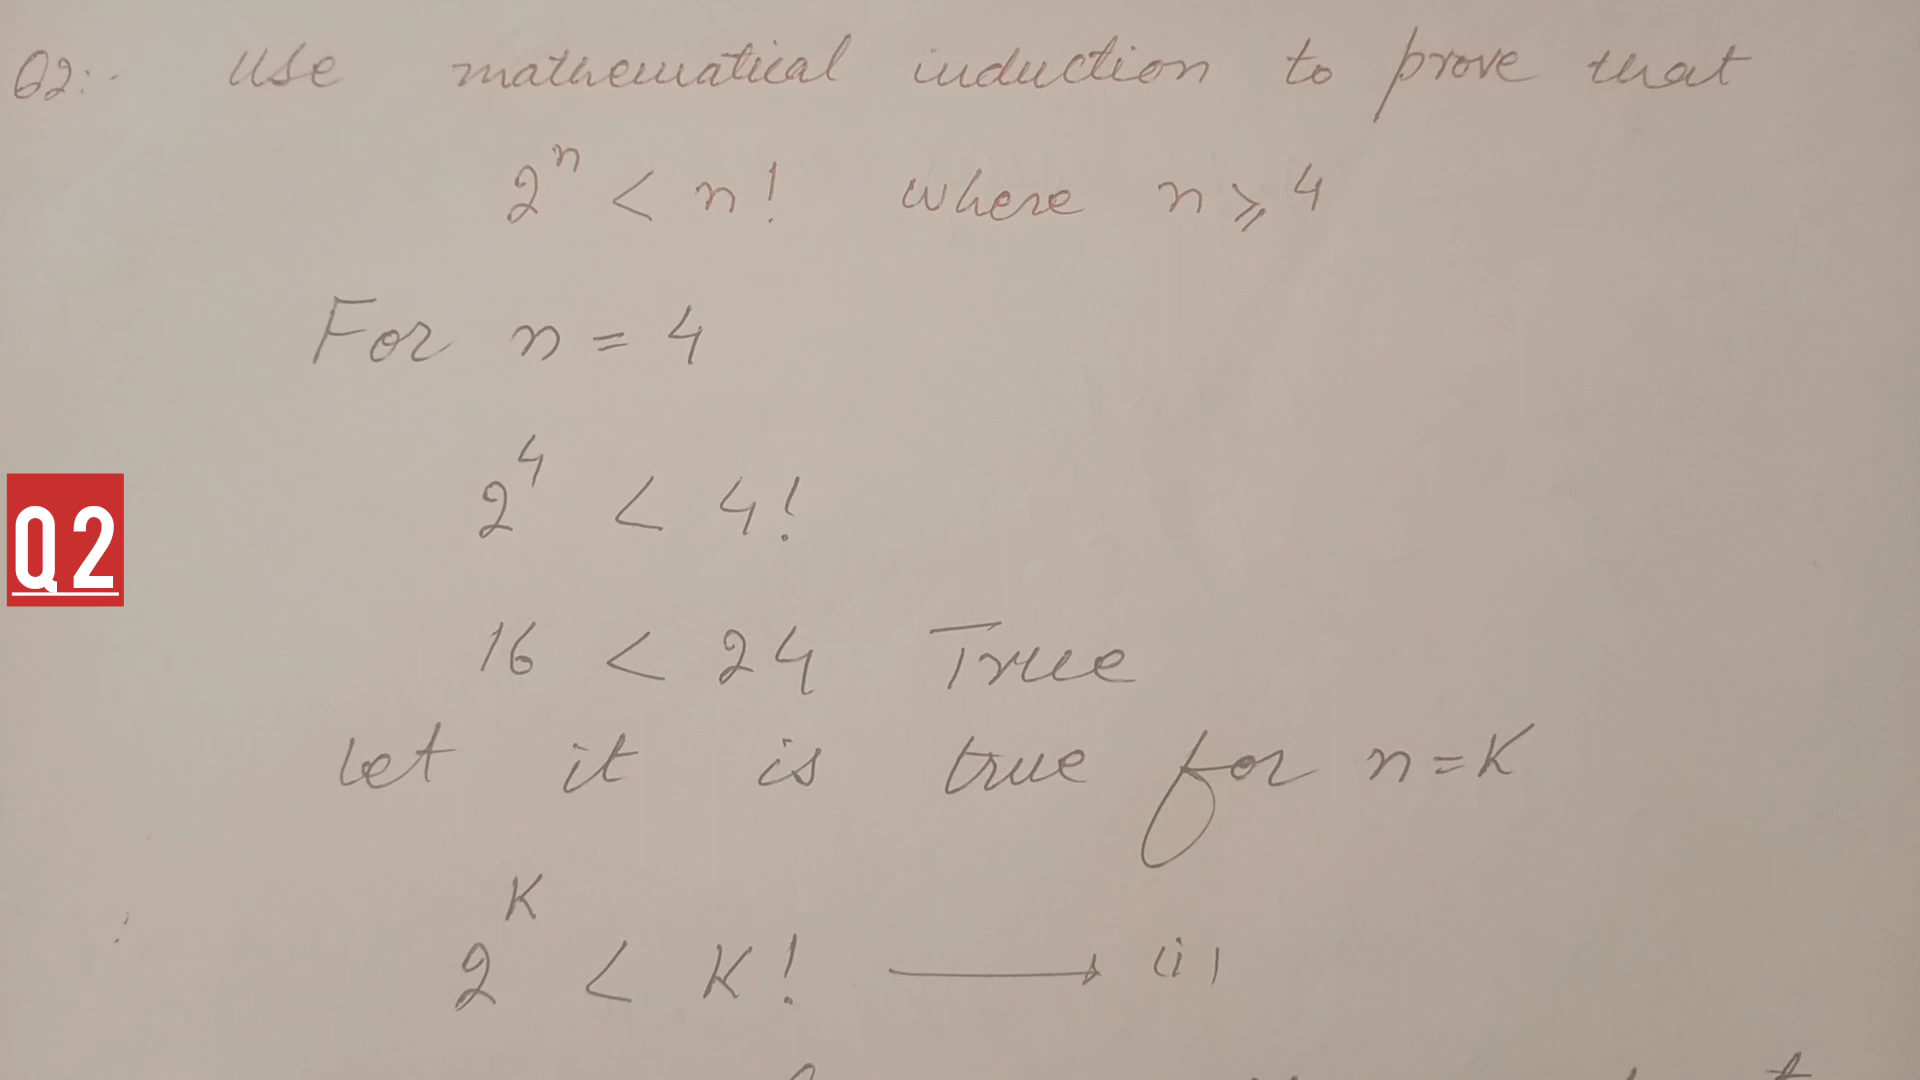 Q2:- Use mathematical induction to prove that
2ⁿ < n! where n ⩾ 4
For n = 4
2⁴ < 4!
Q2
16 < 24 True
let it is true for n=K
2ᴷ < K! ⟶ (i)